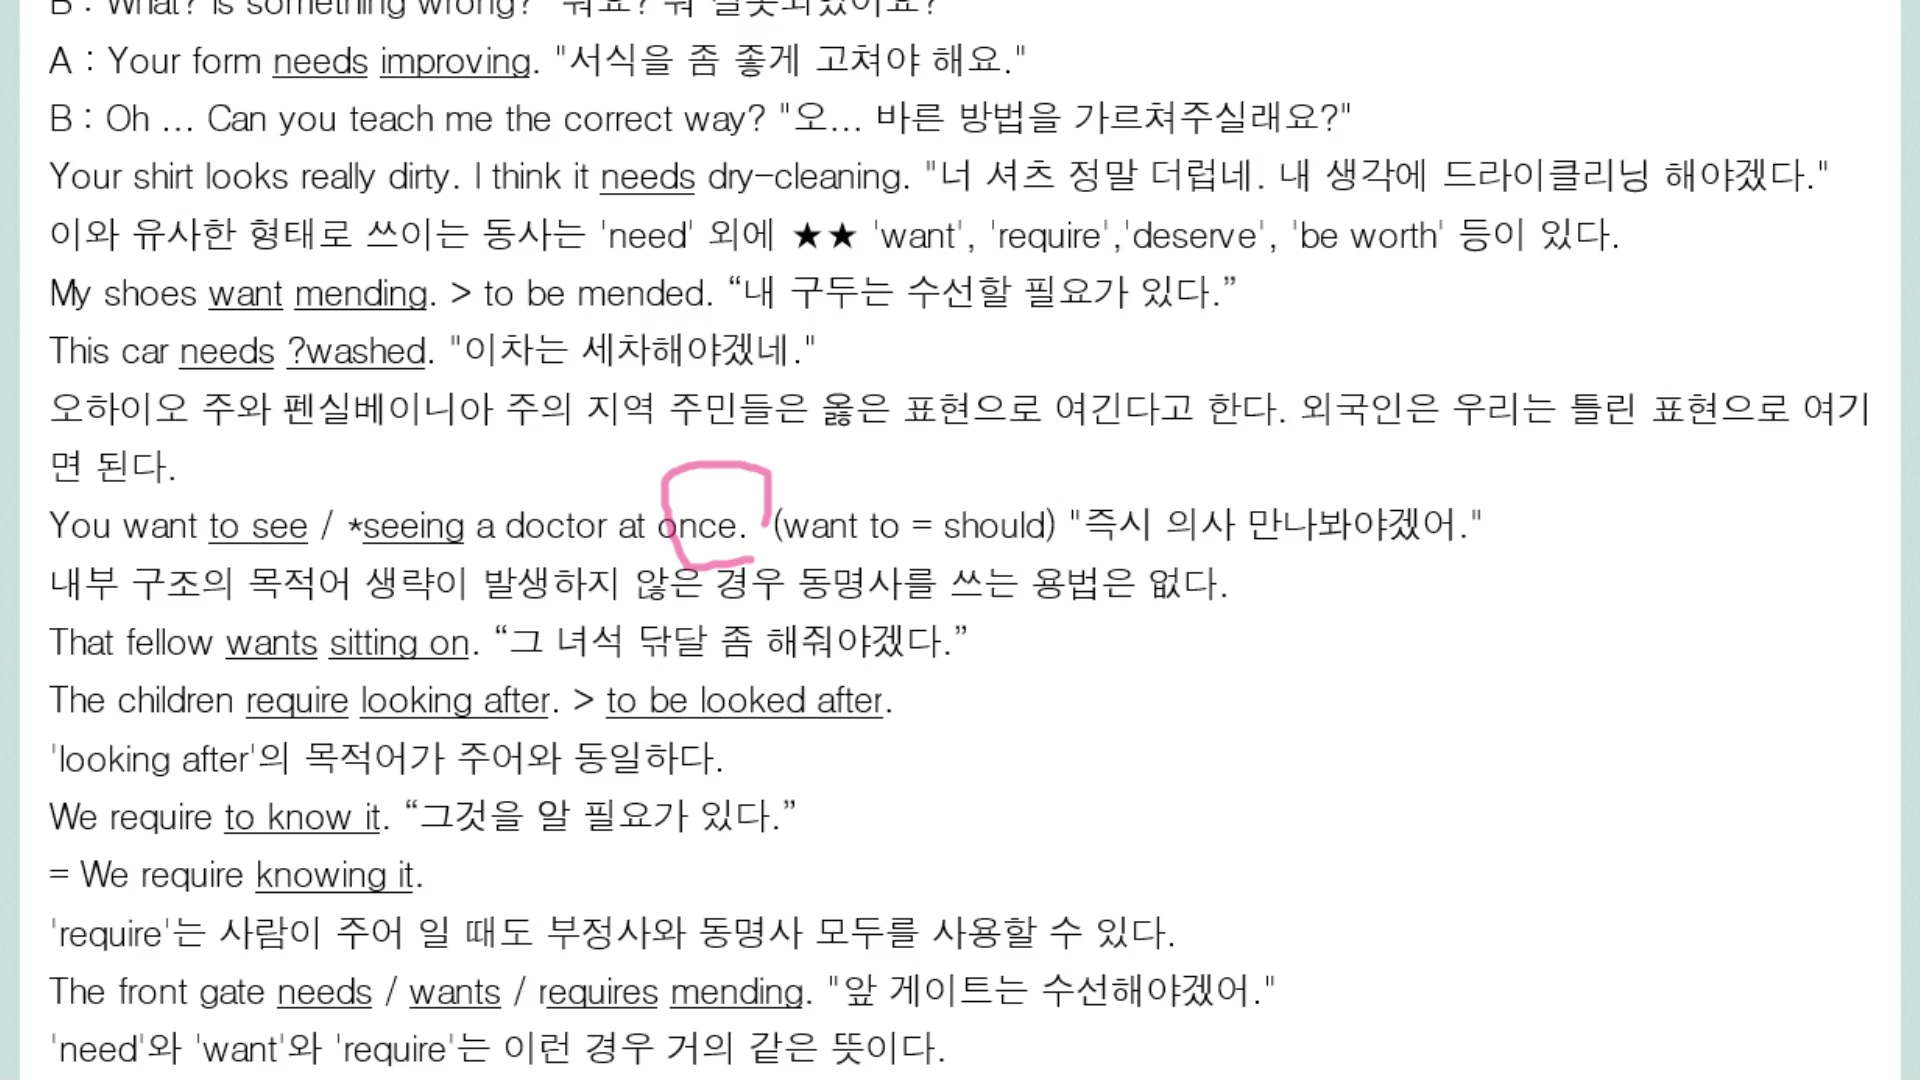 B : What? Is something wrong? "뭐요? 뭐 잘못되었어요?"
A : Your form needs improving. "서식을 좀 좋게 고쳐야 해요."
B : Oh ... Can you teach me the correct way? "오... 바른 방법을 가르쳐주실래요?"
Your shirt looks really dirty. I think it needs dry-cleaning. "너 셔츠 정말 더럽네. 내 생각에 드라이클리닝 해야겠다."
이와 유사한 형태로 쓰이는 동사는 'need' 외에 ★★ 'want', 'require','deserve', 'be worth' 등이 있다.
My shoes want mending. > to be mended. “내 구두는 수선할 필요가 있다.”
This car needs ?washed. "이차는 세차해야겠네."
오하이오 주와 펜실베이니아 주의 지역 주민들은 옳은 표현으로 여긴다고 한다. 외국인은 우리는 틀린 표현으로 여기
면 된다.
You want to see / *seeing a doctor at once. (want to = should) "즉시 의사 만나봐야겠어."
내부 구조의 목적어 생략이 발생하지 않은 경우 동명사를 쓰는 용법은 없다.
That fellow wants sitting on. “그 녀석 닦달 좀 해줘야겠다.”
The children require looking after. > to be looked after.
'looking after'의 목적어가 주어와 동일하다.
We require to know it. “그것을 알 필요가 있다.”
= We require knowing it.
'require'는 사람이 주어 일 때도 부정사와 동명사 모두를 사용할 수 있다.
The front gate needs / wants / requires mending. "앞 게이트는 수선해야겠어."
'need'와 'want'와 'require'는 이런 경우 거의 같은 뜻이다.